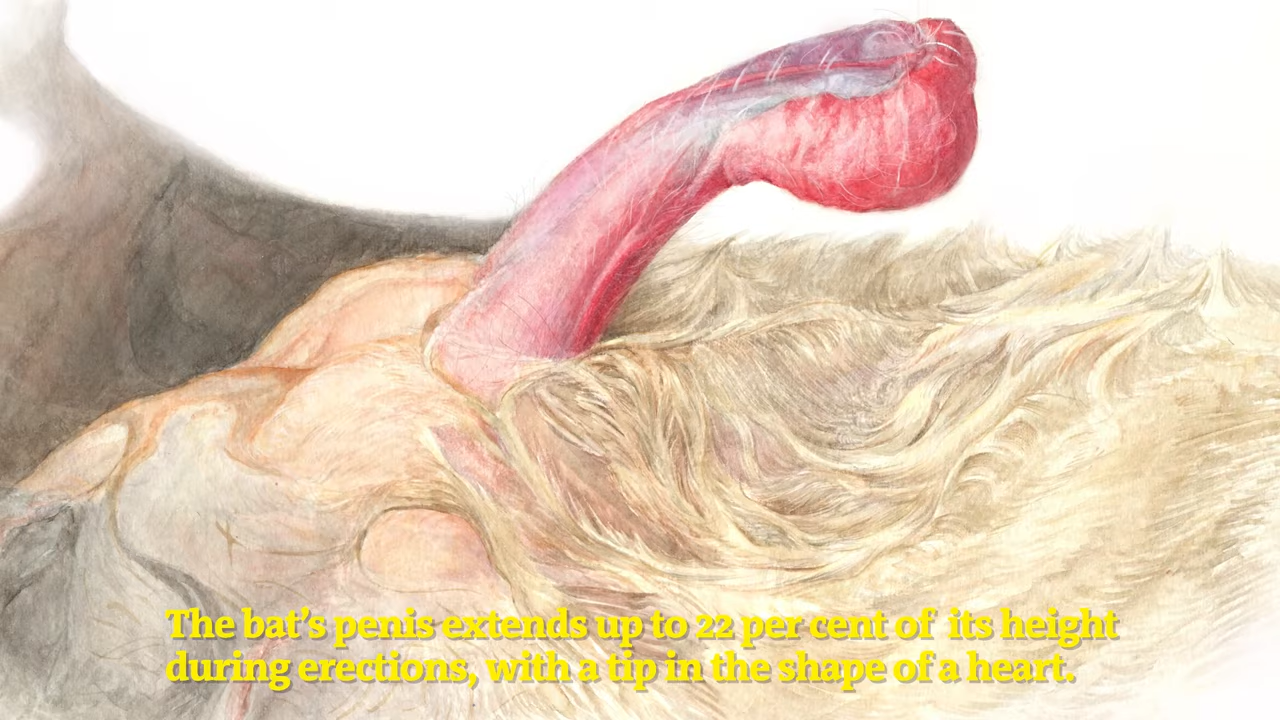 The bat's penis extends up to 22 per cent of its height
during erections, with a tip in the shape of a heart.